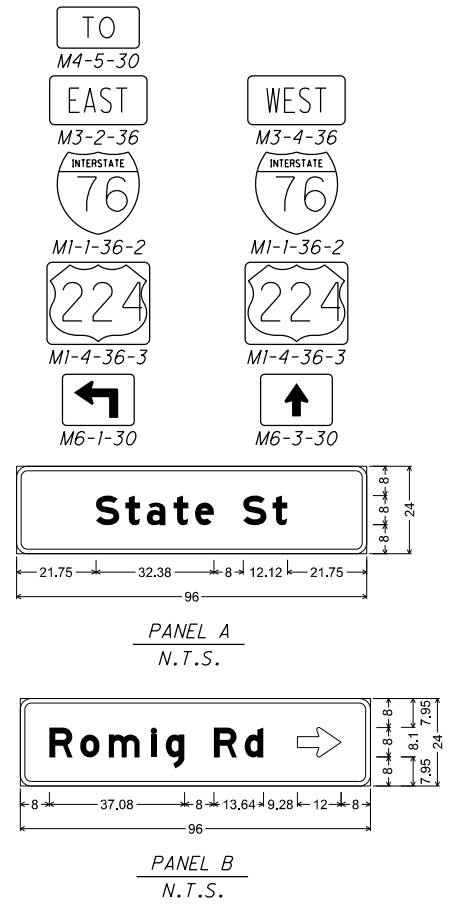 TO
M4-5-30
EAST
M3-2-36
INTERSTATE
76
M1-1-36-2
224
M1-4-36-3
M6-1-30
WEST
M3-4-36
INTERSTATE
76
M1-1-36-2
224
M1-4-36-3
M6-3-30
State St
8
8
8
24
21.75 32.38 8 12.12 21.75
96
PANEL A
N.T.S.
Romig Rd
8
8
8
7.95
8.1
7.95
24
8 37.08 8 13.64 9.28 12 8
96
PANEL B
N.T.S.